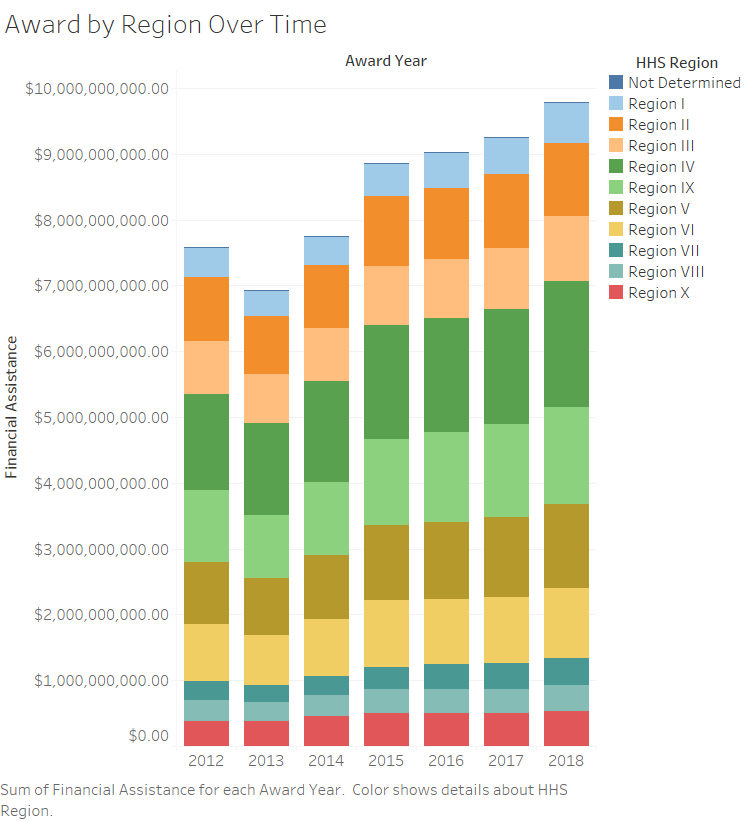 Award by Region Over Time
Award Year
HHS Region
Not Determined
Region I
Region II
Region III
Region IV
Region IX
Region V
Region VI
Region VII
Region VIII
Region X
Financial Assistance
$10,000,000,000.00
$9,000,000,000.00
$8,000,000,000.00
$7,000,000,000.00
$6,000,000,000.00
$5,000,000,000.00
$4,000,000,000.00
$3,000,000,000.00
$2,000,000,000.00
$1,000,000,000.00
$0.00
2012 2013 2014 2015 2016 2017 2018
Sum of Financial Assistance for each Award Year. Color shows details about HHS
Region.